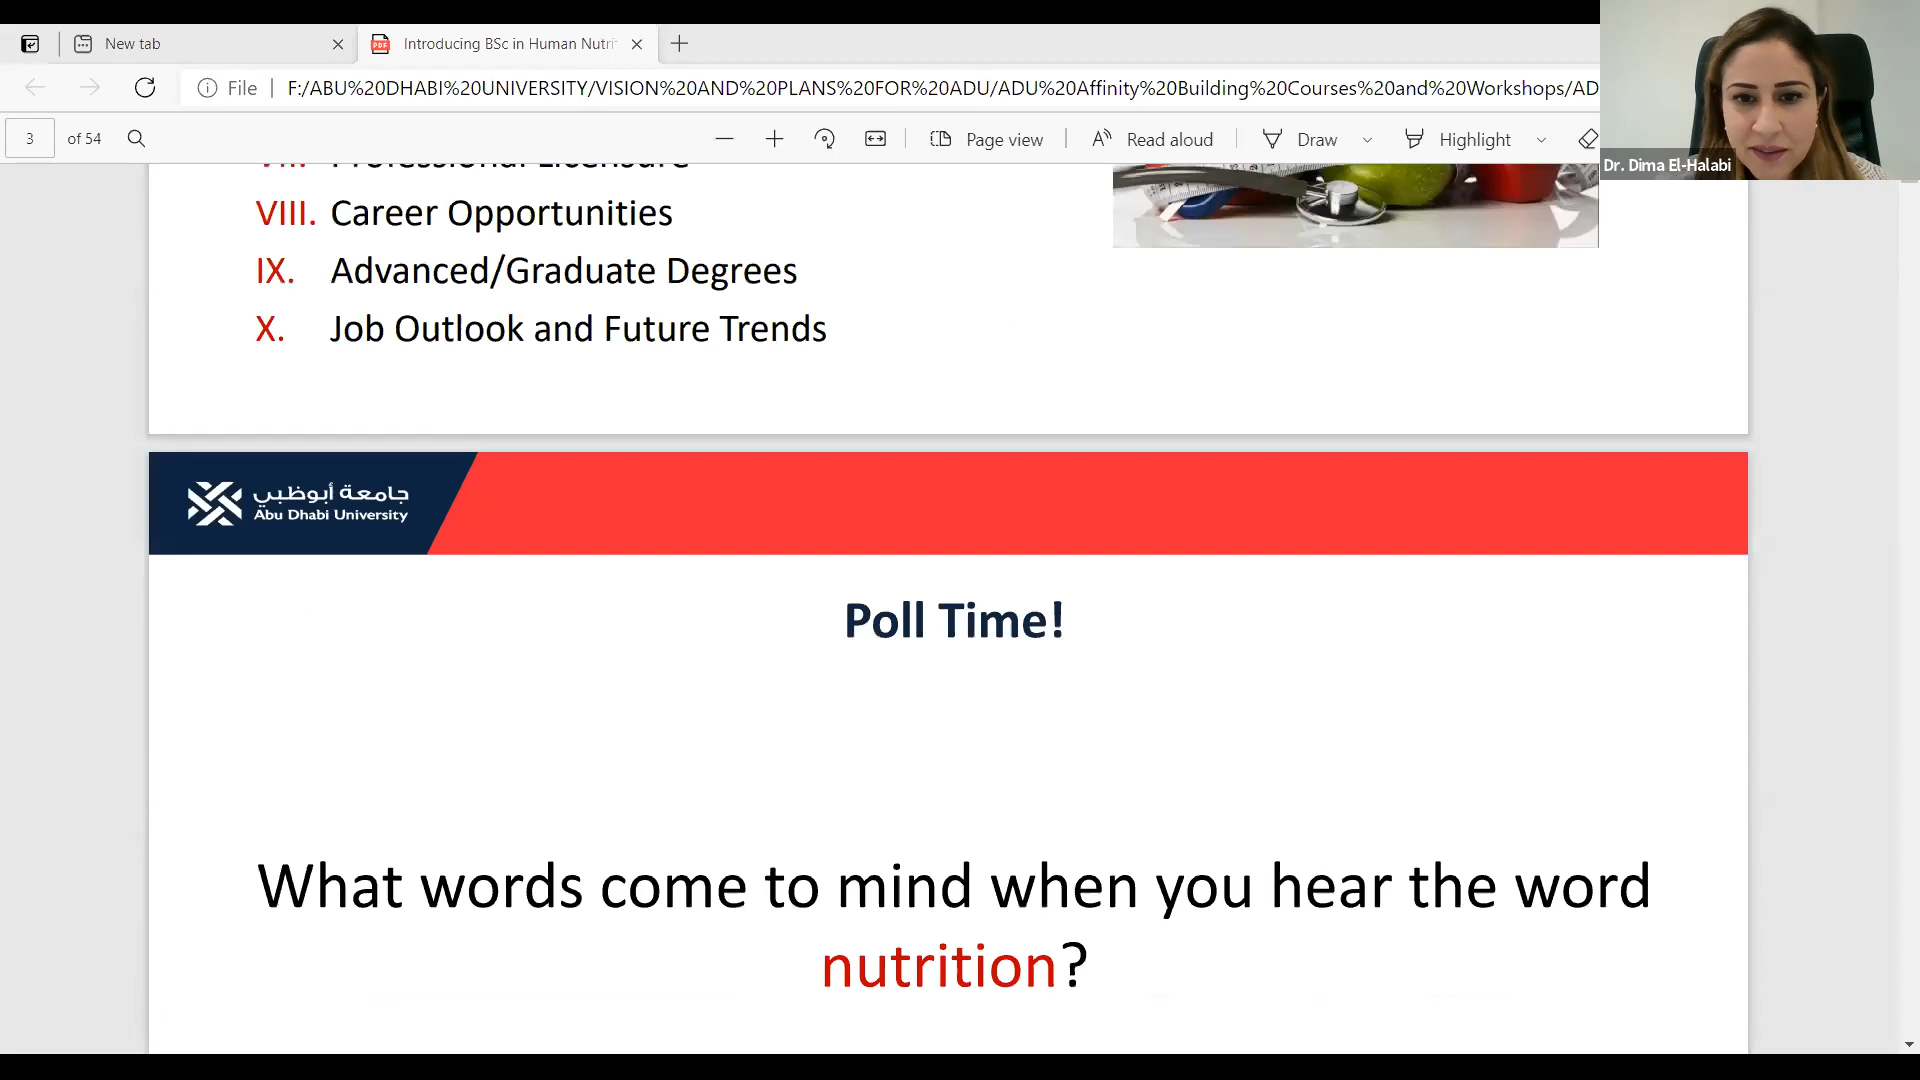 New tab
Introducing BSc in Human Nutri
File
F:/ABU%20DHABI%20UNIVERSITY/VISION%20AND%20PLANS%20FOR%20ADU/ADU%20Affinity%20Building%20Courses%20and%20Workshops/AD
3 of 54
Page view
Read aloud
Draw
Highlight
Dr. Dima El-Halabi
VII. Professional Licensure
VIII. Career Opportunities
IX. Advanced/Graduate Degrees
X. Job Outlook and Future Trends
جامعة أبوظبي
Abu Dhabi University
Poll Time!
What words come to mind when you hear the word
nutrition?